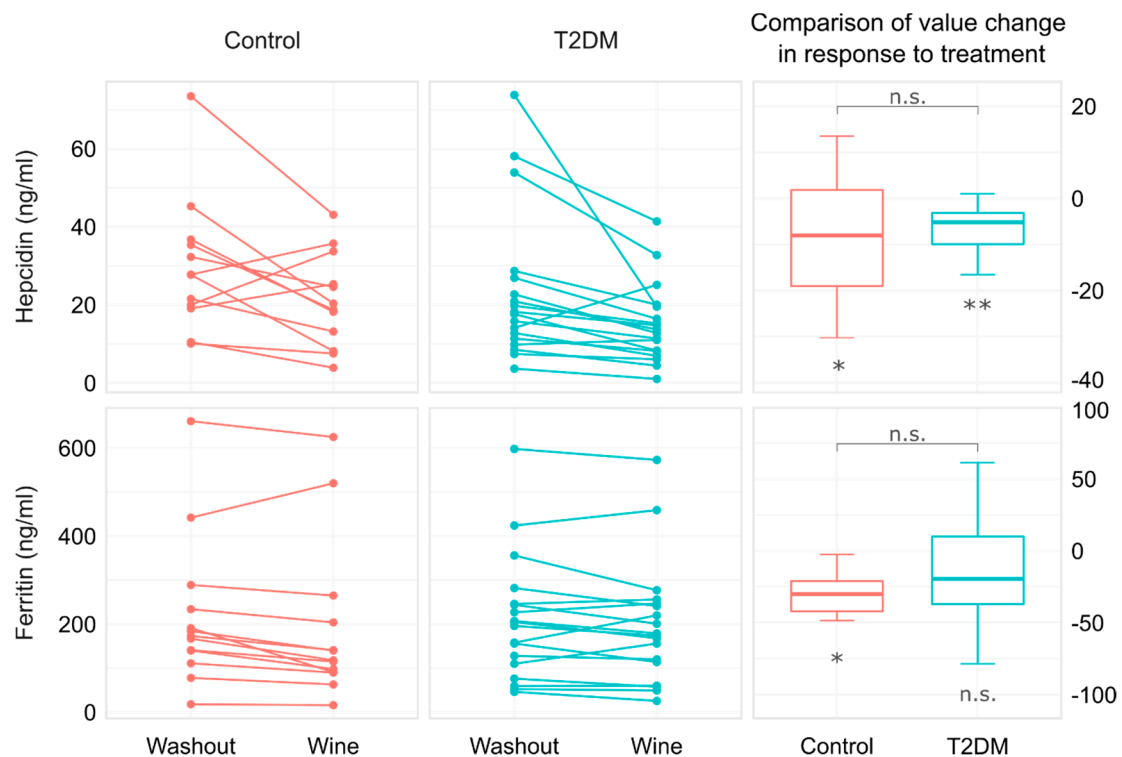 Control
T2DM
Comparison of value change
in response to treatment
Hepcidin (ng/ml)
60
40
20
0
n.s.
*
**
20
0
-20
-40
Ferritin (ng/ml)
600
400
200
0
n.s.
*
n.s.
100
50
0
-50
-100
Washout
Wine
Washout
Wine
Control
T2DM